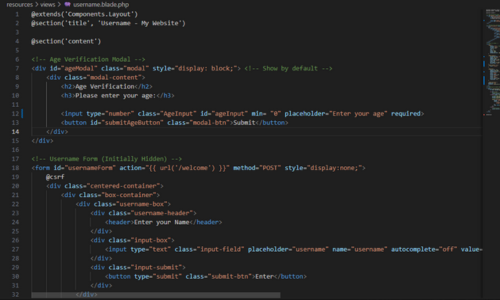 resources > views > username.blade.php
1 @extends('Components.Layout')
2 @section('title', 'Username - My Website')
3
4 @section('content')
5
6 <!-- Age Verification Modal -->
7 <div id="ageModal" class="modal" style="display: block;"> <!-- Show by default -->
8 <div class="modal-content">
9 <h2>Age Verification</h2>
10 <h3>Please enter your age:</h3>
11
12 <input type="number" class="AgeInput" id="ageInput" min= "0" placeholder="Enter your age" required>
13 <button id="submitAgeButton" class="modal-btn">Submit</button>
14 </div>
15 </div>
16
17 <!-- Username Form (Initially Hidden) -->
18 <form id="usernameForm" action="{{ url('/welcome') }}" method="POST" style="display:none;">
19 @csrf
20 <div class="centered-container">
21 <div class="box-container">
22 <div class="username-box">
23 <div class="username-header">
24 <header>Enter your Name</header>
25 </div>
26 <div class="input-box">
27 <input type="text" class="input-field" placeholder="username" name="username" autocomplete="off" value=
28 </div>
29 <div class="input-submit">
30 <button type="submit" class="submit-btn">Enter</button>
31 </div>
32 </div>